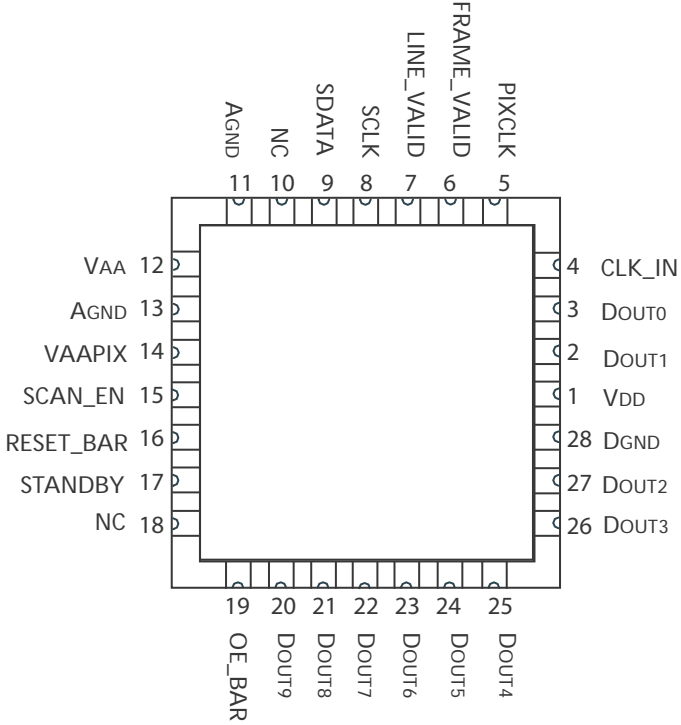 AGND
NC
SDATA
SCLK
LINE_VALID
FRAME_VALID
PIXCLK
11 10 9 8 7 6 5
VAA 12
AGND 13
VAAPIX 14
SCAN_EN 15
RESET_BAR 16
STANDBY 17
NC 18
4 CLK_IN
3 DOUT0
2 DOUT1
1 VDD
28 DGND
27 DOUT2
26 DOUT3
19 20 21 22 23 24 25
OE_BAR
DOUT9
DOUT8
DOUT7
DOUT6
DOUT5
DOUT4